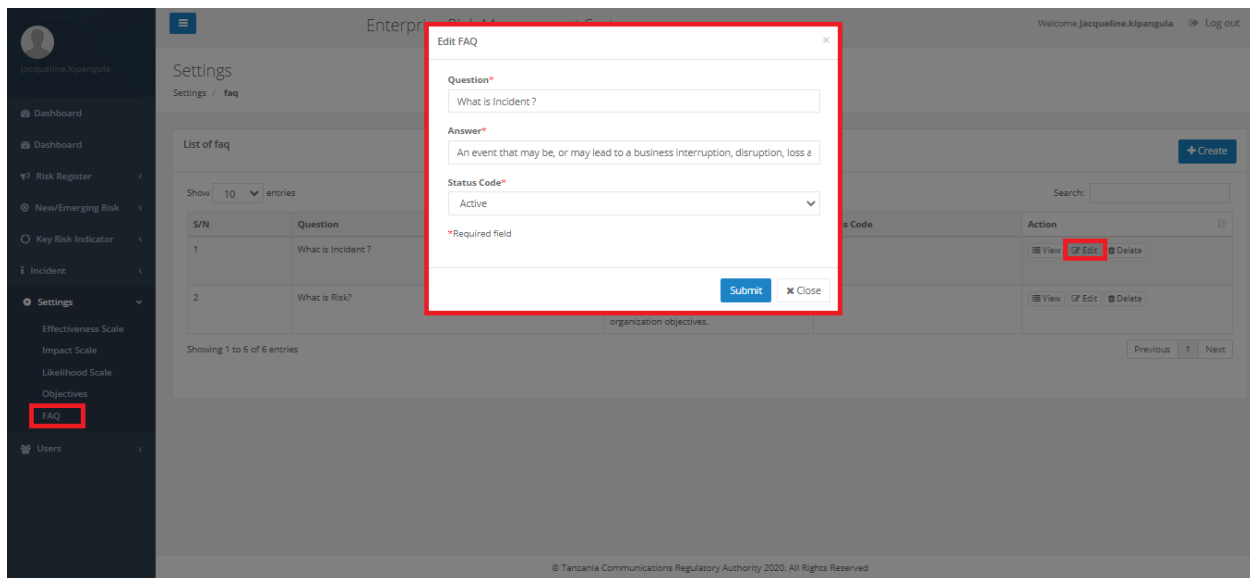 Jacqueline.kipangula
Dashboard
Dashboard
Risk Register
New/Emerging Risk
Key Risk Indicator
Incident
Settings
Effectiveness Scale
Impact Scale
Likelihood Scale
Objectives
FAQ
Users
Welcome Jacqueline.kipangula Log out
Settings
Settings / faq
List of faq
+ Create
Show 10 entries
Search:
S/N Question s Code Action
1 What is Incident ? View Edit Delete
2 What is Risk? View Edit Delete
organization objectives.
Showing 1 to 6 of 6 entries
Previous 1 Next
Edit FAQ ×
Question*
What is Incident ?
Answer*
An event that may be, or may lead to a business interruption, disruption, loss a
Status Code*
Active
*Required field
Submit × Close
© Tanzania Communications Regulatory Authority 2020. All Rights Reserved